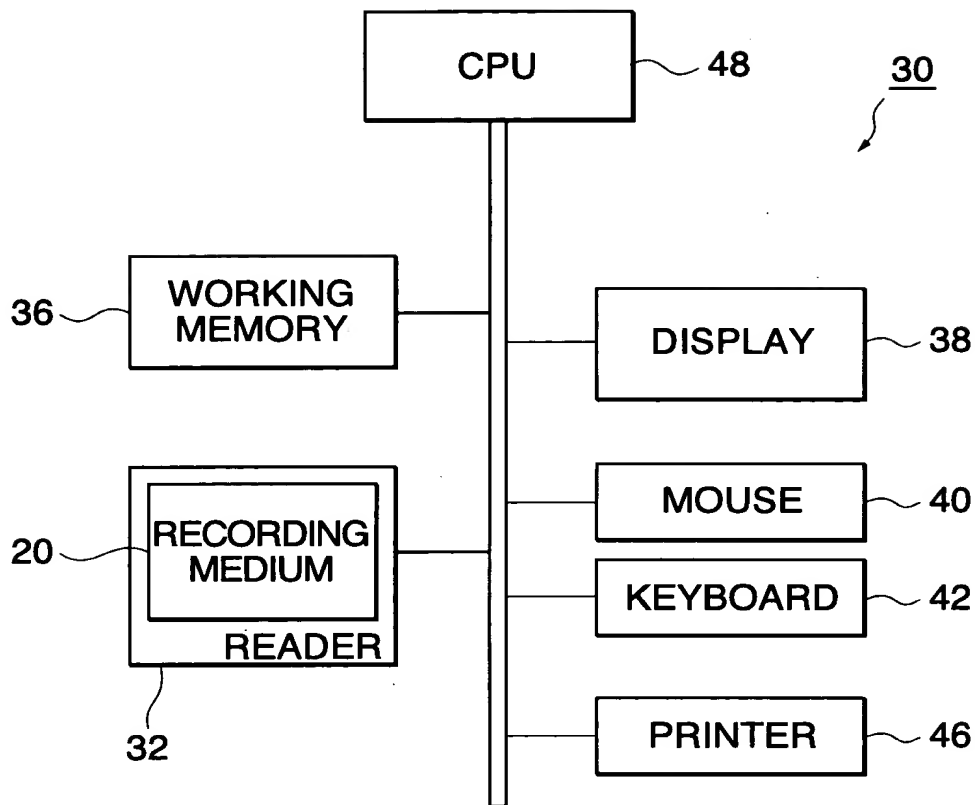 CPU
48
30
WORKING
MEMORY
36
DISPLAY
38
MOUSE
40
RECORDING
MEDIUM
20
KEYBOARD
42
READER
32
PRINTER
46